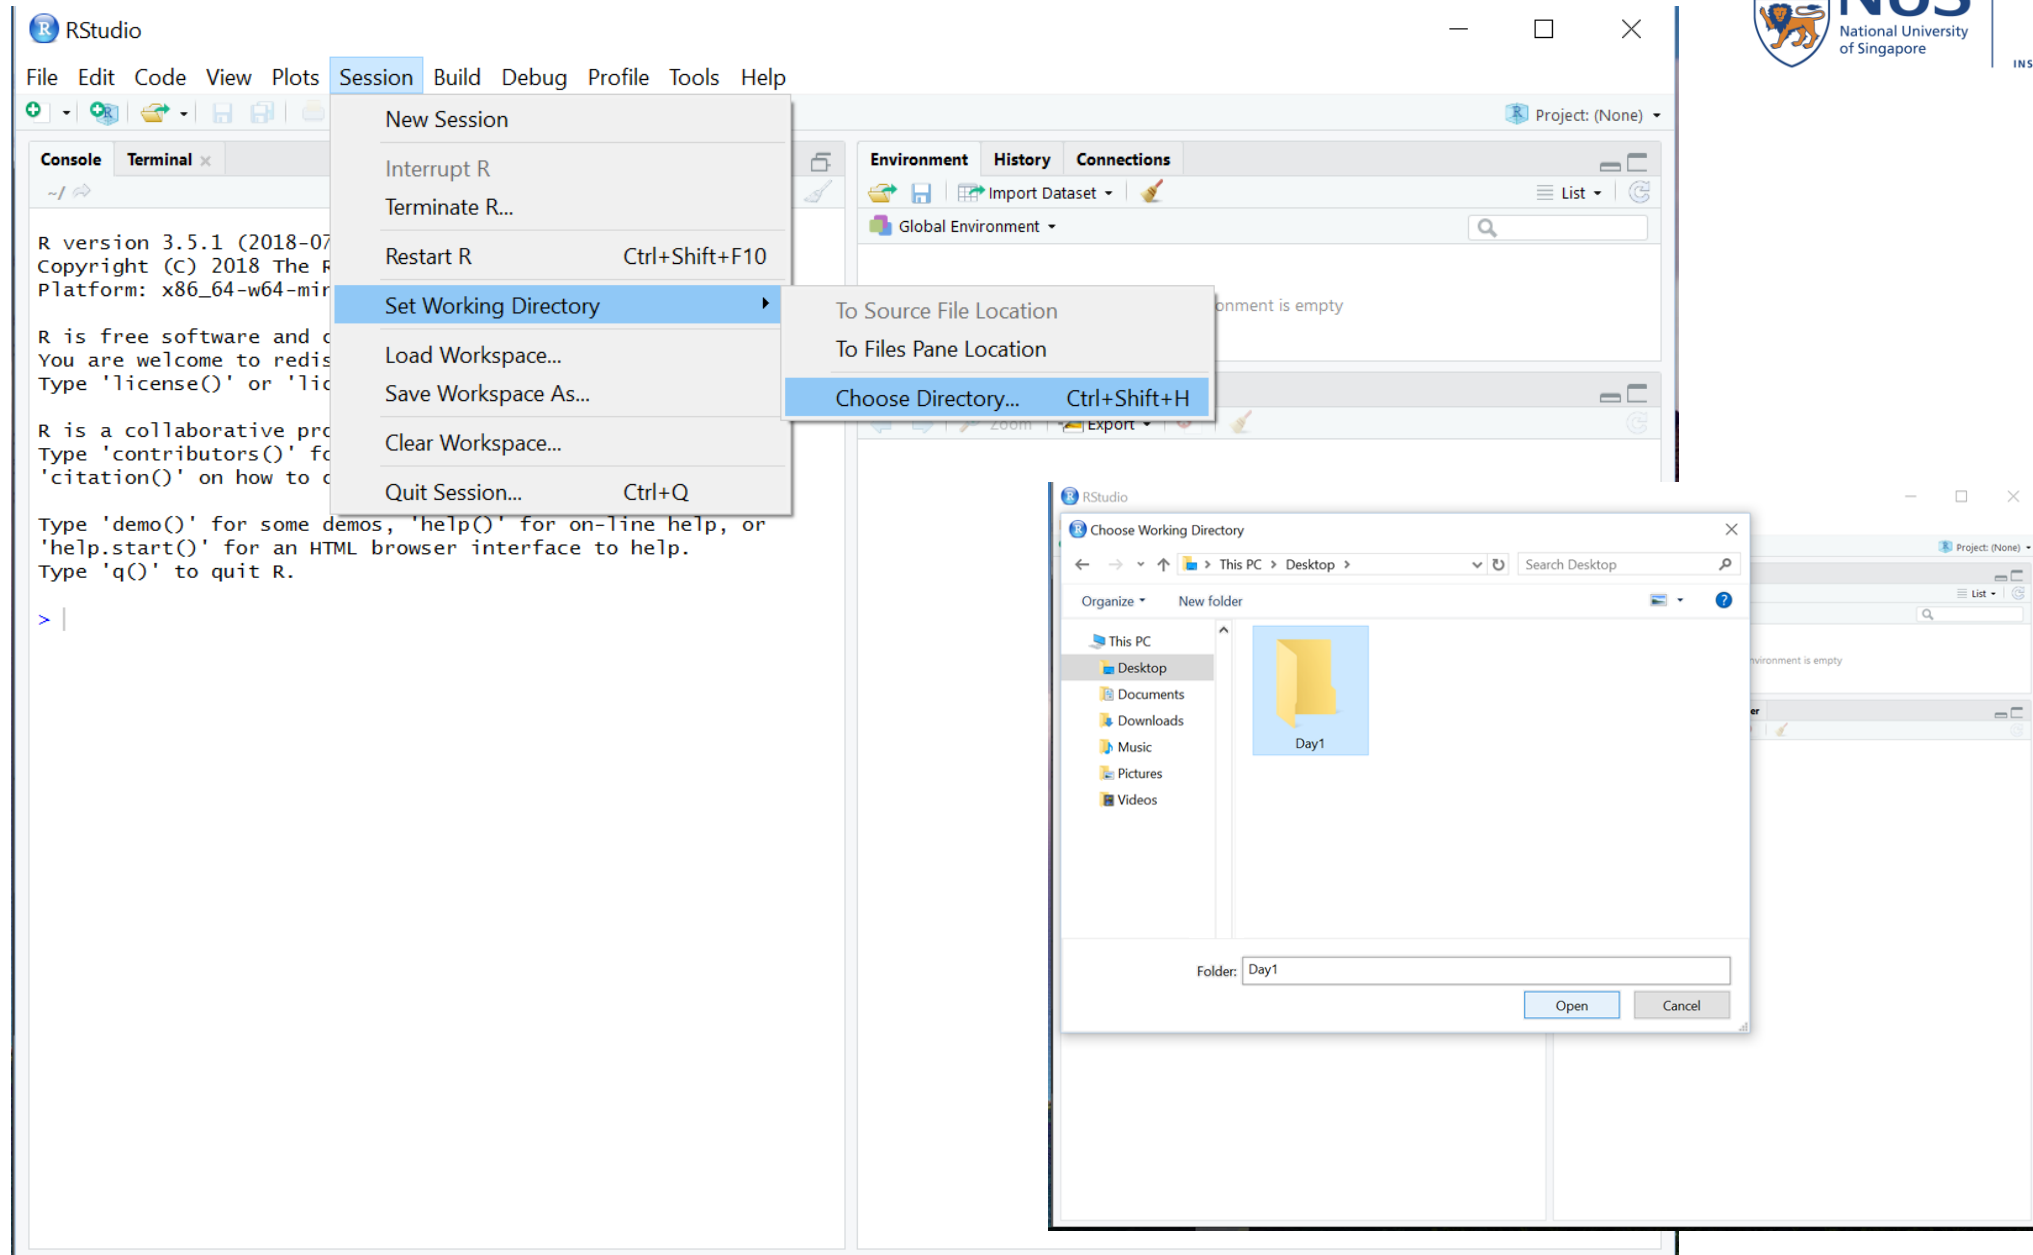 RStudio
File Edit Code View Plots Session Build Debug Profile Tools Help
Project: (None)
New Session
Interrupt R
Terminate R...
Restart R Ctrl+Shift+F10
Set Working Directory
Load Workspace...
Save Workspace As...
Clear Workspace...
Quit Session... Ctrl+Q
To Source File Location
To Files Pane Location
Choose Directory... Ctrl+Shift+H
Console Terminal
~/
R version 3.5.1 (2018-07
Copyright (C) 2018 The R
Platform: x86_64-w64-mi
R is free software and
You are welcome to redis
Type 'license()' or 'lic
R is a collaborative pro
Type 'contributors()' fo
'citation()' on how to
Type 'demo()' for some demos, 'help()' for on-line help, or
'help.start()' for an HTML browser interface to help.
Type 'q()' to quit R.
>
Environment History Connections
Import Dataset List
Global Environment
onment is empty
Zoom Export
NUS
National University
of Singapore
INS
RStudio
Choose Working Directory
This PC > Desktop >
Search Desktop
Organize New folder
This PC
Desktop
Documents
Downloads
Music
Pictures
Videos
Day1
Folder: Day1
Open Cancel
Project: (None)
List
nvironment is empty
er